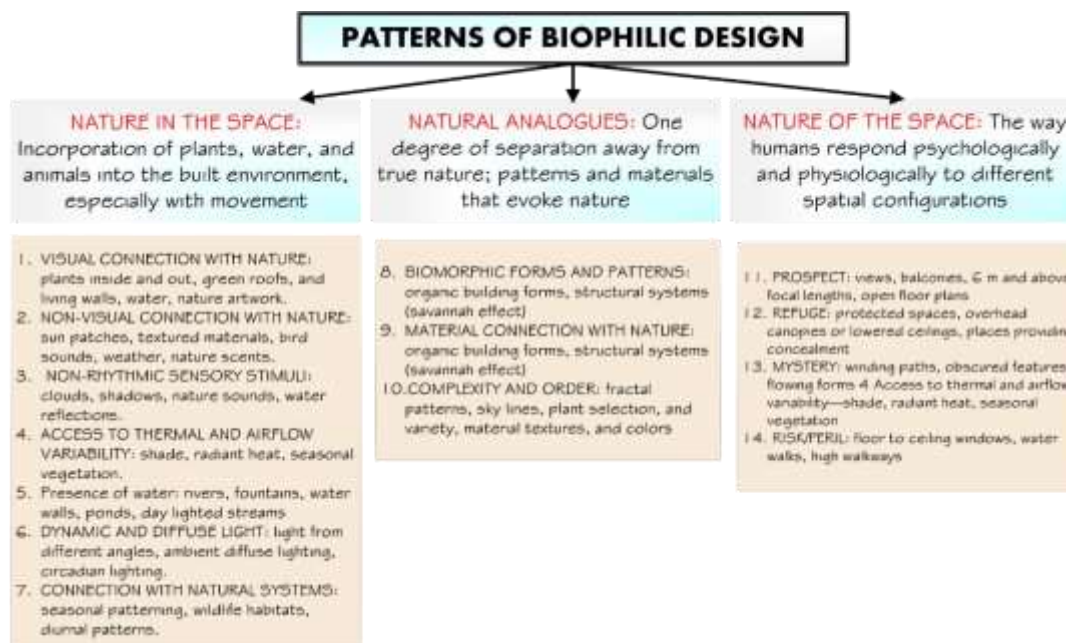 PATTERNS OF BIOPHILIC DESIGN
NATURE IN THE SPACE:
Incorporation of plants, water, and
animals into the built environment,
especially with movement
1. VISUAL CONNECTION WITH NATURE:
plants inside and out, green roofs, and
living walls, water, nature artwork.
2. NON-VISUAL CONNECTION WITH NATURE:
sun patches, textured materials, bird
sounds, weather, nature scents.
3. NON-RHYTHMIC SENSORY STIMULI:
clouds, shadows, nature sounds, water
reflections.
4. ACCESS TO THERMAL AND AIRFLOW
VARIABILITY: shade, radiant heat, seasonal
vegetation.
5. Presence of water: rivers, fountains, water
walls, ponds, day lighted streams
6. DYNAMIC AND DIFFUSE LIGHT: light from
different angles, ambient diffuse lighting,
circadian lighting.
7. CONNECTION WITH NATURAL SYSTEMS:
seasonal patterning, wildlife habitats,
diurnal patterns.
NATURAL ANALOGUES: One
degree of separation away from
true nature; patterns and materials
that evoke nature
8. BIOMORPHIC FORMS AND PATTERNS:
organic building forms, structural systems
(savannah effect)
9. MATERIAL CONNECTION WITH NATURE:
organic building forms, structural systems
(savannah effect)
10.COMPLEXITY AND ORDER: fractal
patterns, sky lines, plant selection, and
variety, material textures, and colors
NATURE OF THE SPACE: The way
humans respond psychologically
and physiologically to different
spatial configurations
11. PROSPECT: views, balconies, 6 m and above
focal lengths, open floor plans
12. REFUGE: protected spaces, overhead
canopies or lowered ceilings, places providin
concealment
13. MYSTERY: winding paths, obscured features
flowing forms 4 Access to thermal and airflow
variability—shade, radiant heat, seasonal
vegetation
14. RISK/PERIL: floor to ceiling windows, water
walks, high walkways